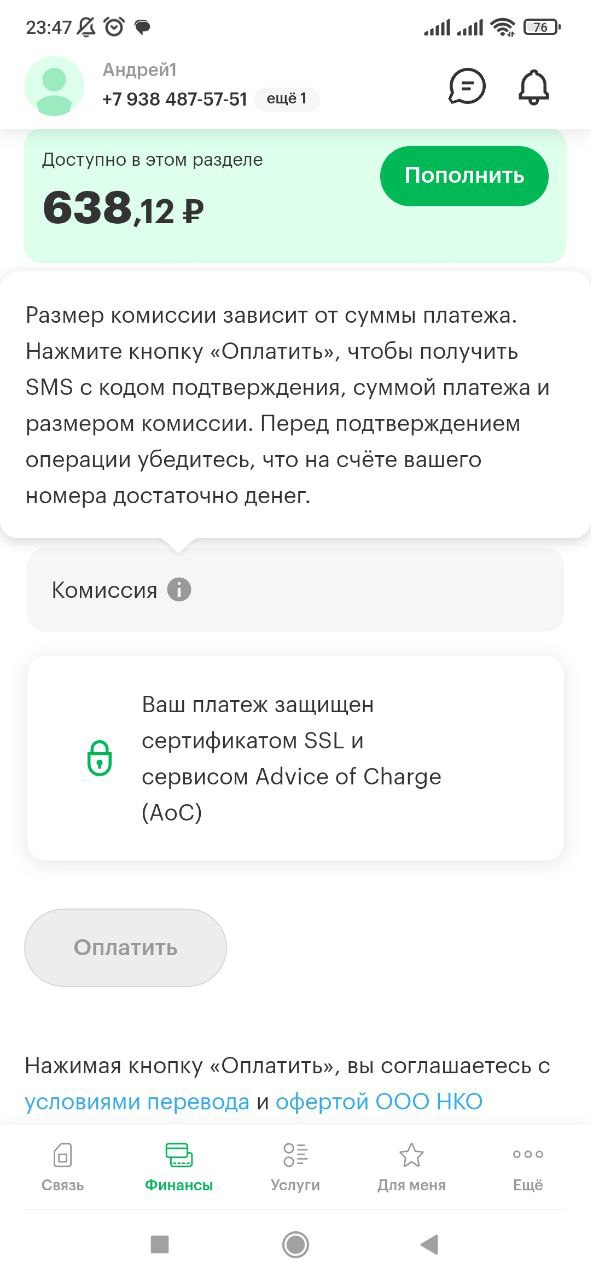 23:47
76
Андрей1
+7 938 487-57-51 ещё 1
Доступно в этом разделе
638,12 ₽
Пополнить
Размер комиссии зависит от суммы платежа.
Нажмите кнопку «Оплатить», чтобы получить
SMS с кодом подтверждения, суммой платежа и
размером комиссии. Перед подтверждением
операции убедитесь, что на счёте вашего
номера достаточно денег.
Комиссия
Ваш платеж защищен
сертификатом SSL и
сервисом Advice of Charge
(AoC)
Оплатить
Нажимая кнопку «Оплатить», вы соглашаетесь с
условиями перевода и офертой ООО НКО
Связь Финансы Услуги Для меня Ещё